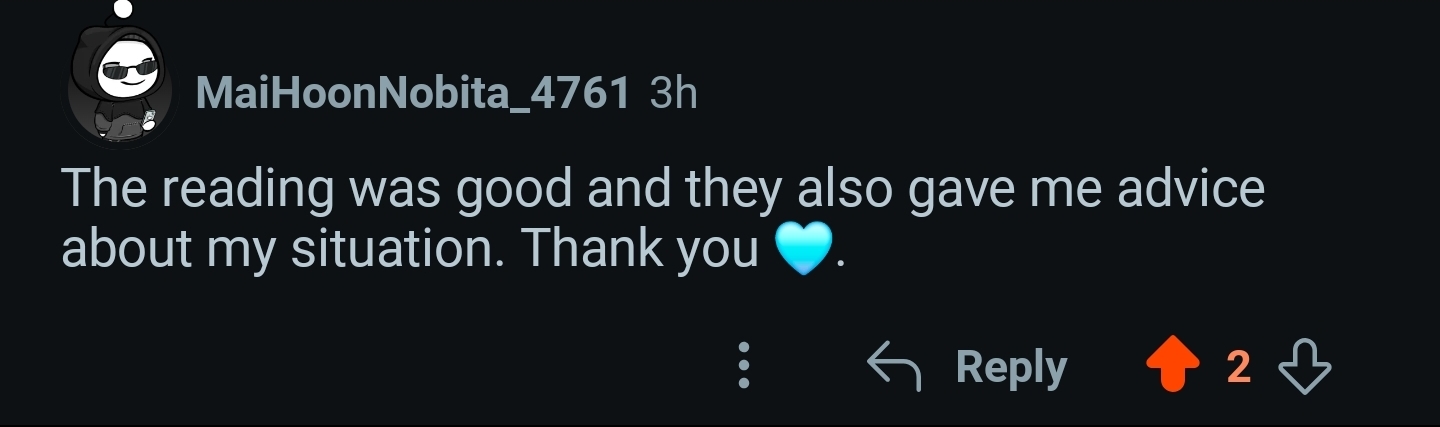 MaiHoonNobita_4761 3h
The reading was good and they also gave me advice
about my situation. Thank you 🩵.
Reply 2